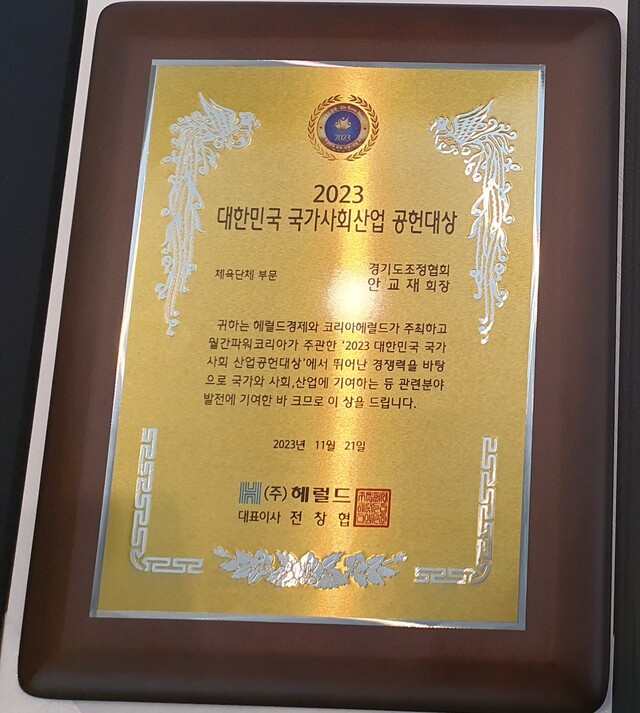 2023
2023
대한민국 국가사회산업 공헌대상
체육단체 부문
경기도조정협회
안교재 회장
귀하는 헤럴드경제와 코리아헤럴드가 주최하고
월간파워코리아가 주관한 '2023 대한민국 국가
사회 산업공헌대상'에서 뛰어난 경쟁력을 바탕
으로 국가와 사회,산업에 기여하는 등 관련분야
발전에 기여한 바 크므로 이 상을 드립니다.
2023년 11월 21일
(주)헤럴드
대표이사 전창협